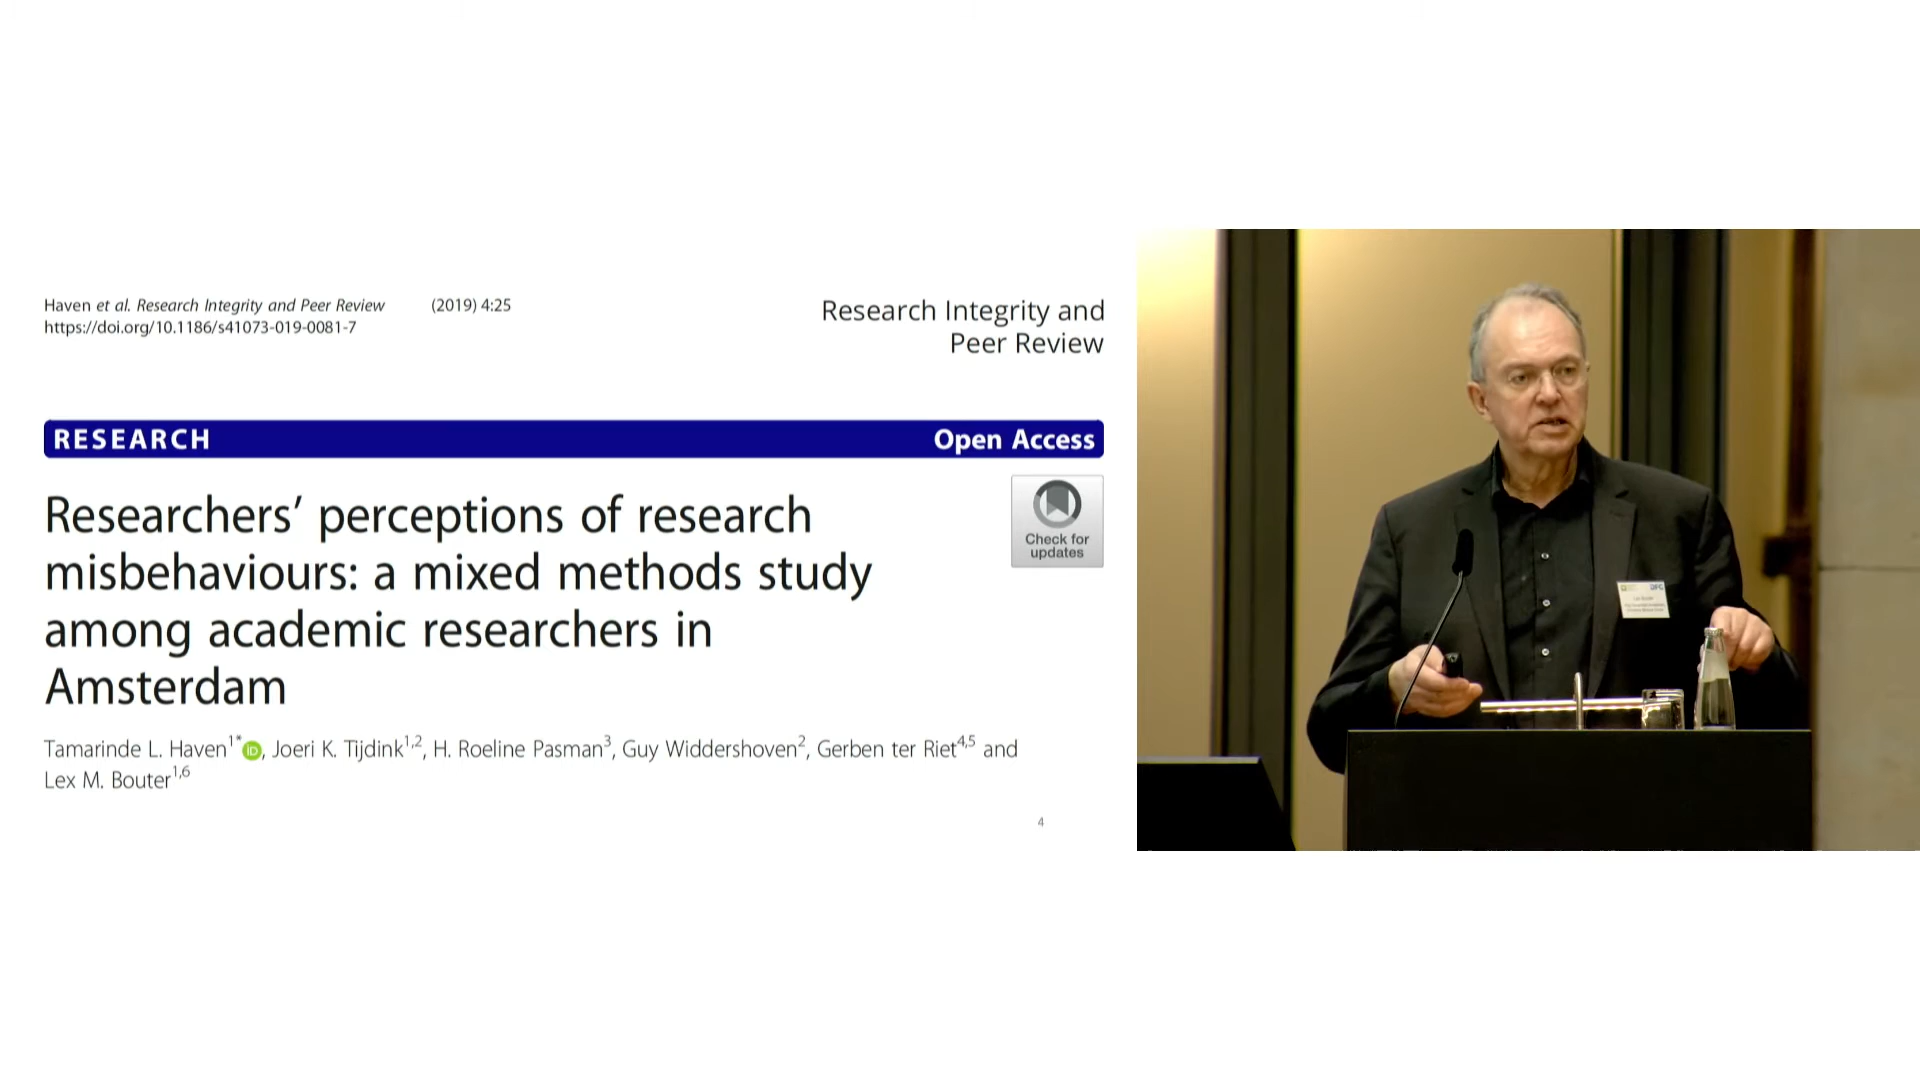 Haven et al. Research Integrity and Peer Review (2019) 4:25
https://doi.org/10.1186/s41073-019-0081-7
Research Integrity and
Peer Review
RESEARCH
Open Access
Researchers’ perceptions of research
misbehaviours: a mixed methods study
among academic researchers in
Amsterdam
Check for
updates
Tamarinde L. Haven1* iD, Joeri K. Tijdink1,2, H. Roeline Pasman3, Guy Widdershoven2, Gerben ter Riet4,5 and
Lex M. Bouter1,6
4
DFG